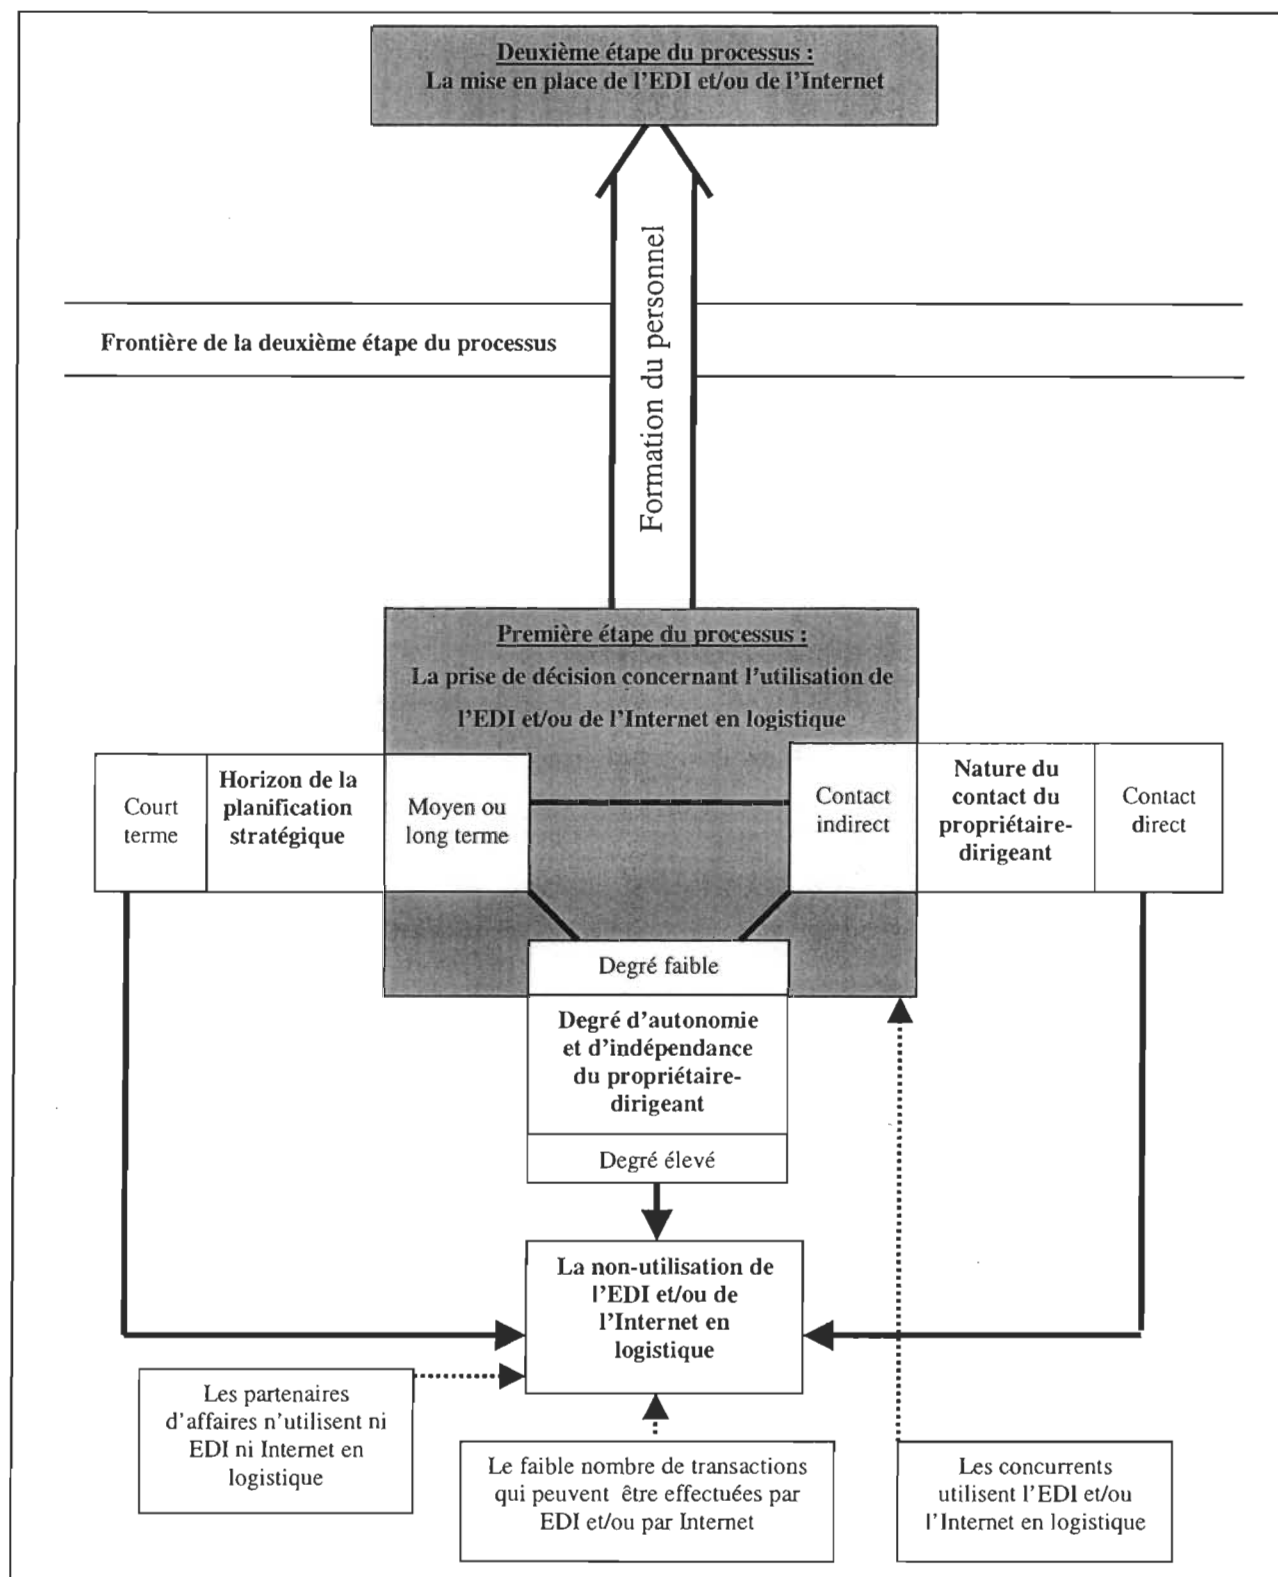 Deuxième étape du processus :
La mise en place de l'EDI et/ou de l'Internet
Formation du personnel
Frontière de la deuxième étape du processus
Première étape du processus :
La prise de décision concernant l'utilisation de
l'EDI et/ou de l'Internet en logistique
Court
terme
Horizon de la
planification
stratégique
Moyen ou
long terme
Contact
indirect
Nature du
contact du
propriétaire-
dirigeant
Contact
direct
Degré faible
Degré d'autonomie
et d'indépendance
du propriétaire-
dirigeant
Degré élevé
La non-utilisation de
l'EDI et/ou de
l'Internet en
logistique
Les partenaires
d'affaires n'utilisent ni
EDI ni Internet en
logistique
Le faible nombre de transactions
qui peuvent être effectuées par
EDI et/ou par Internet
Les concurrents
utilisent l'EDI et/ou
l'Internet en logistique